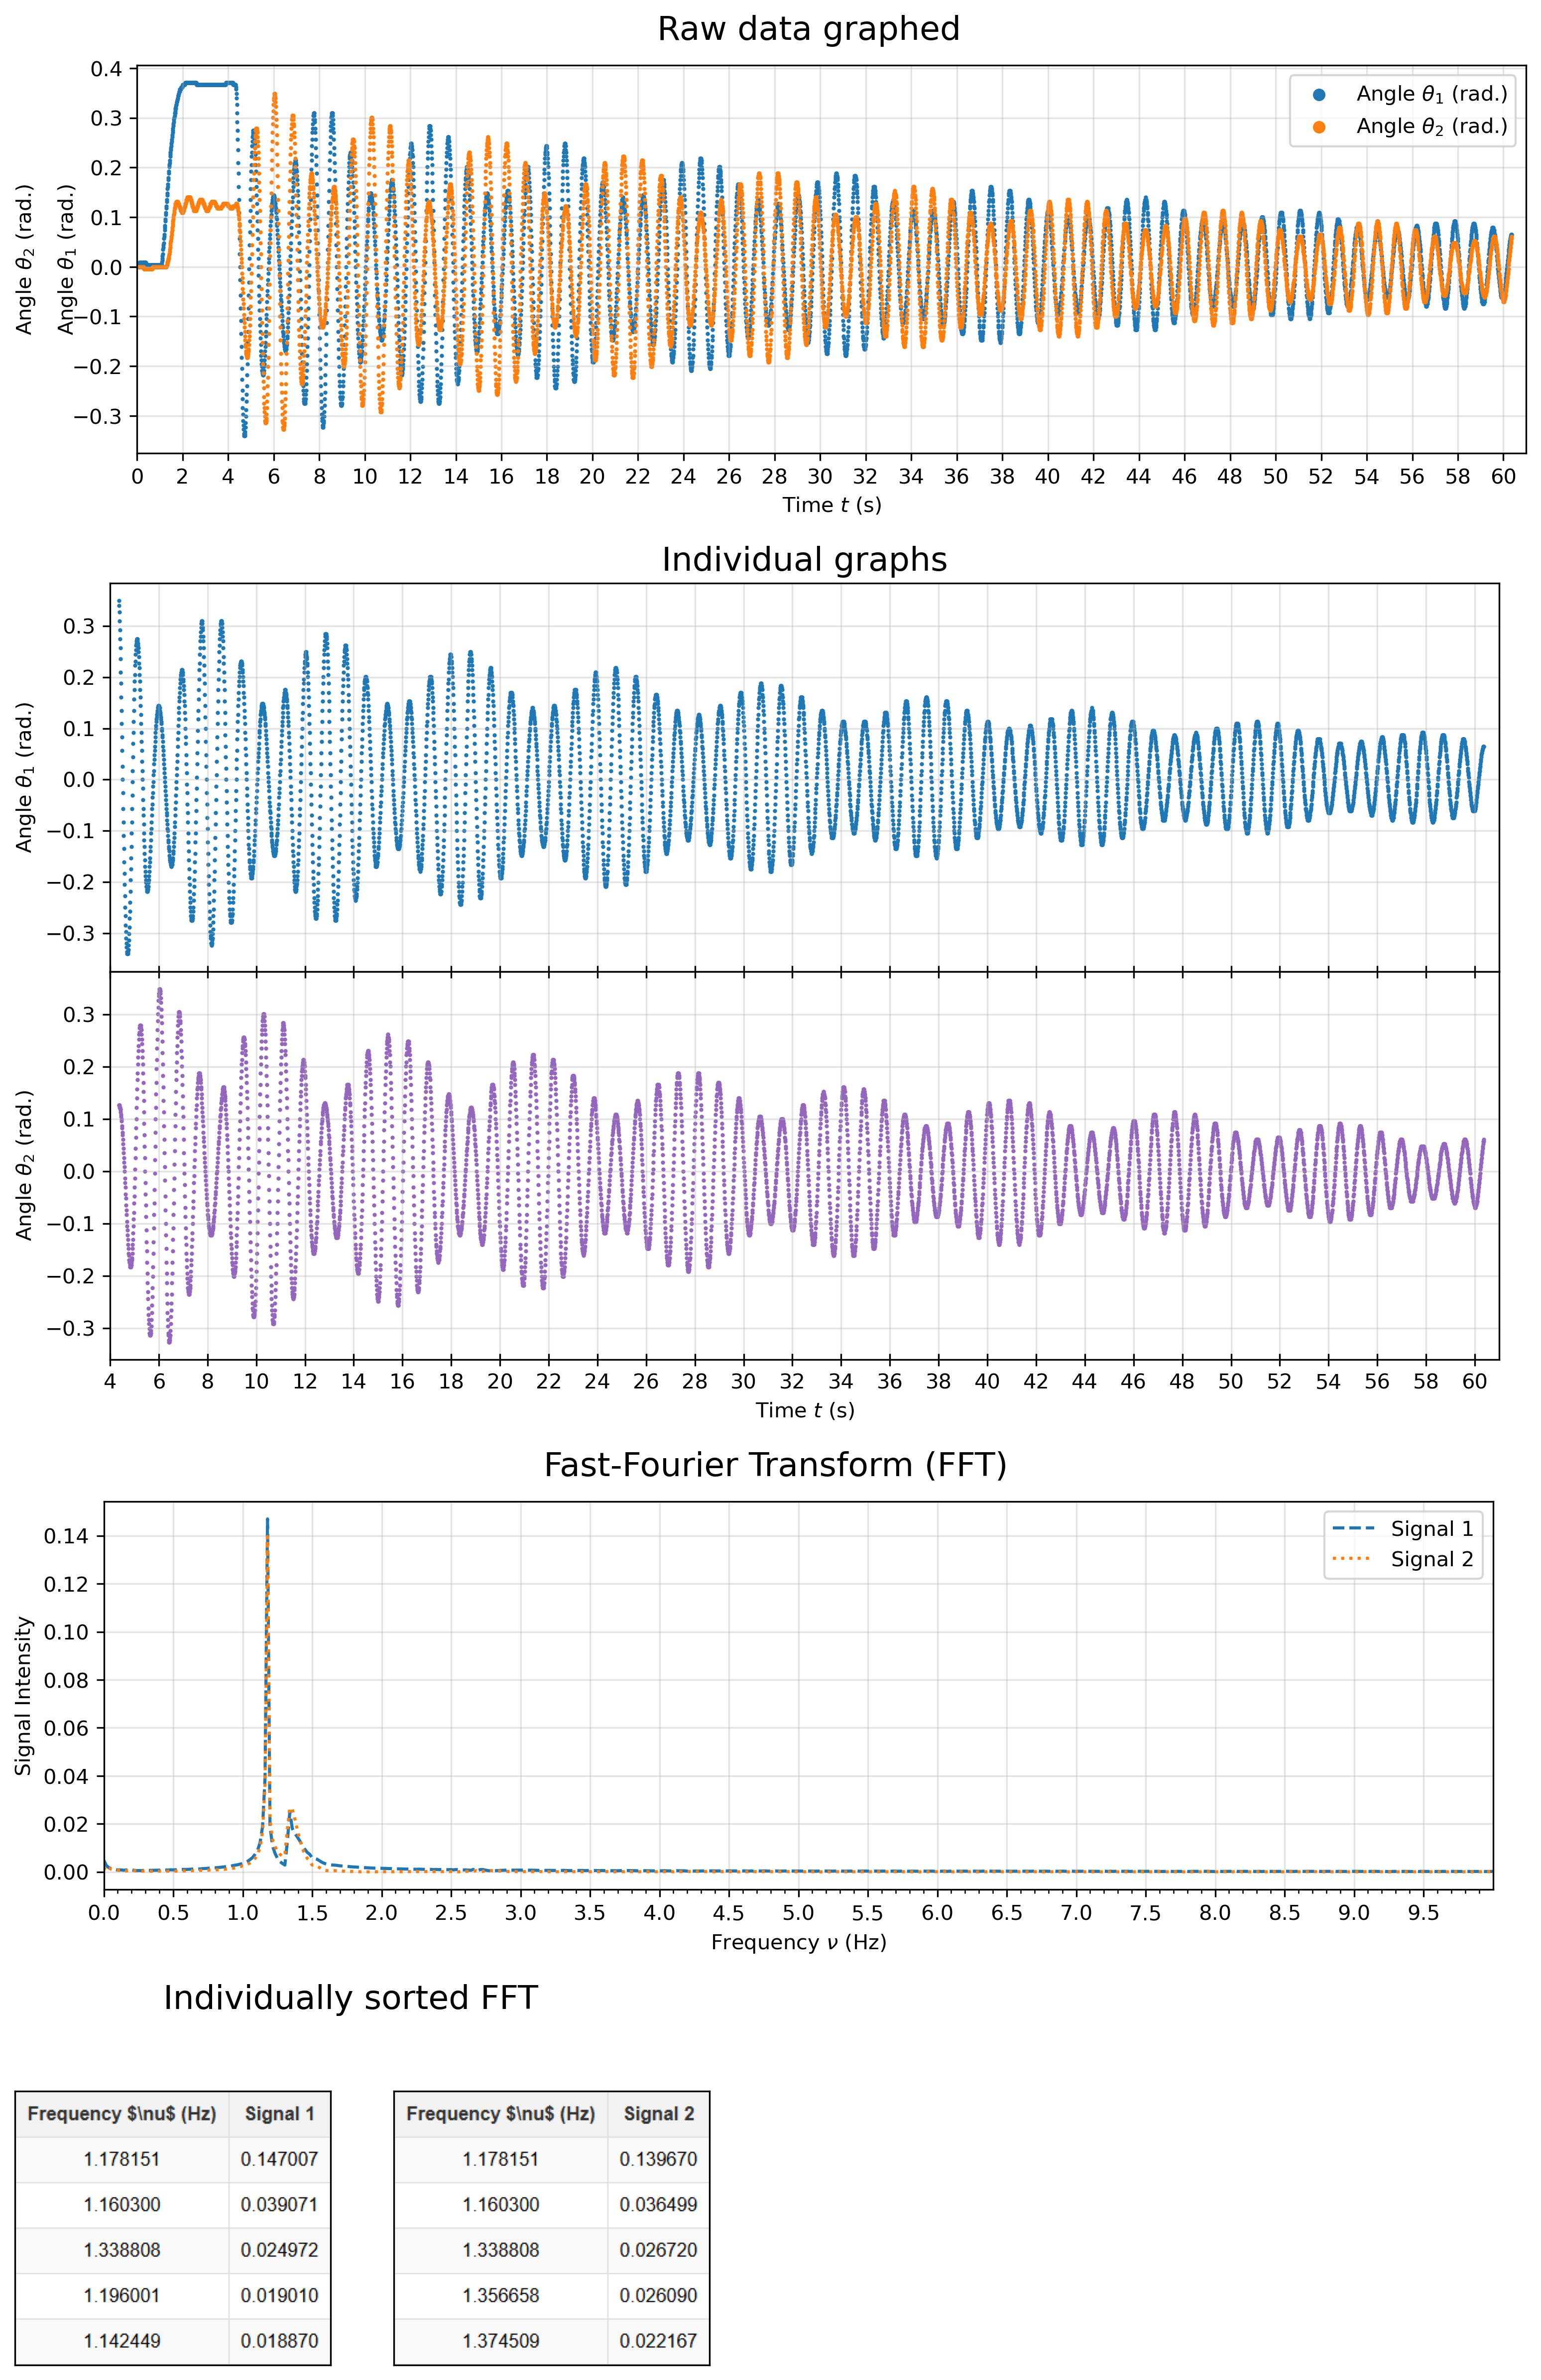 Raw data graphed
0.4
0.3
0.2
0.1
0.0
−0.1
−0.2
−0.3
Angle θ2 (rad.)
Angle θ1 (rad.)
Angle θ1 (rad.)
Angle θ2 (rad.)
0 2 4 6 8 10 12 14 16 18 20 22 24 26 28 30 32 34 36 38 40 42 44 46 48 50 52 54 56 58 60
Time t (s)
Individual graphs
0.3
0.2
0.1
0.0
−0.1
−0.2
−0.3
Angle θ1 (rad.)
0.3
0.2
0.1
0.0
−0.1
−0.2
−0.3
Angle θ2 (rad.)
4 6 8 10 12 14 16 18 20 22 24 26 28 30 32 34 36 38 40 42 44 46 48 50 52 54 56 58 60
Time t (s)
Fast-Fourier Transform (FFT)
0.14
0.12
0.10
0.08
0.06
0.04
0.02
0.00
Signal Intensity
Signal 1
Signal 2
0.0 0.5 1.0 1.5 2.0 2.5 3.0 3.5 4.0 4.5 5.0 5.5 6.0 6.5 7.0 7.5 8.0 8.5 9.0 9.5
Frequency ν (Hz)
Individually sorted FFT
Frequency $\nu$ (Hz) Signal 1
1.178151 0.147007
1.160300 0.039071
1.338808 0.024972
1.196001 0.019010
1.142449 0.018870
Frequency $\nu$ (Hz) Signal 2
1.178151 0.139670
1.160300 0.036499
1.338808 0.026720
1.356658 0.026090
1.374509 0.022167